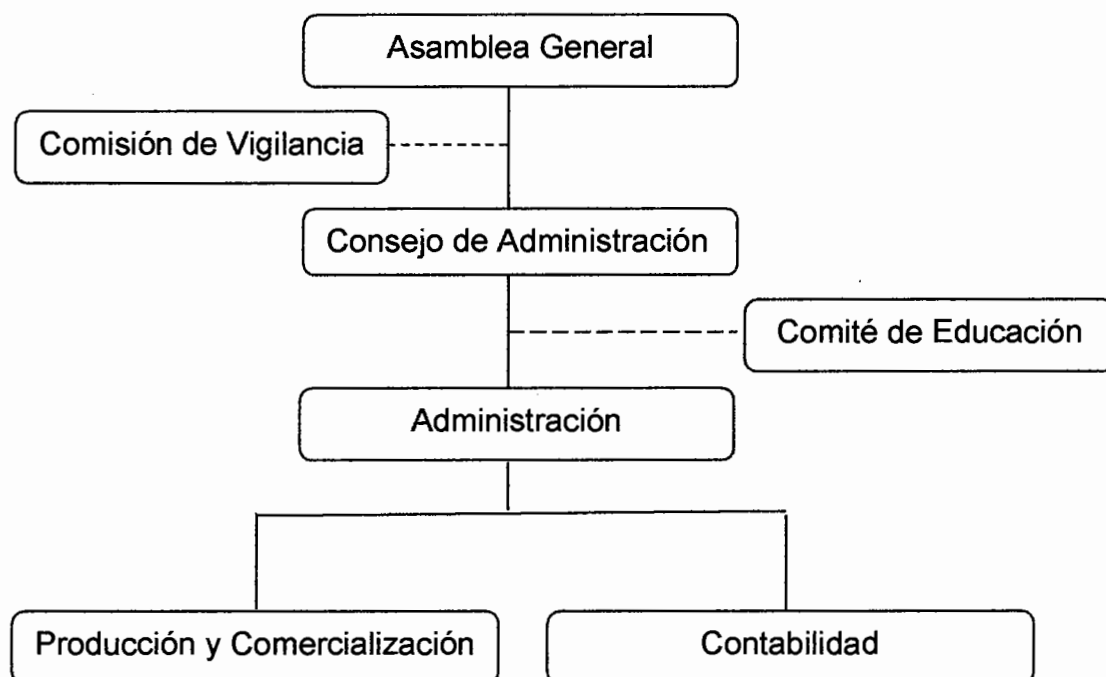 Asamblea General
Comisión de Vigilancia
Consejo de Administración
Comité de Educación
Administración
Producción y Comercialización
Contabilidad